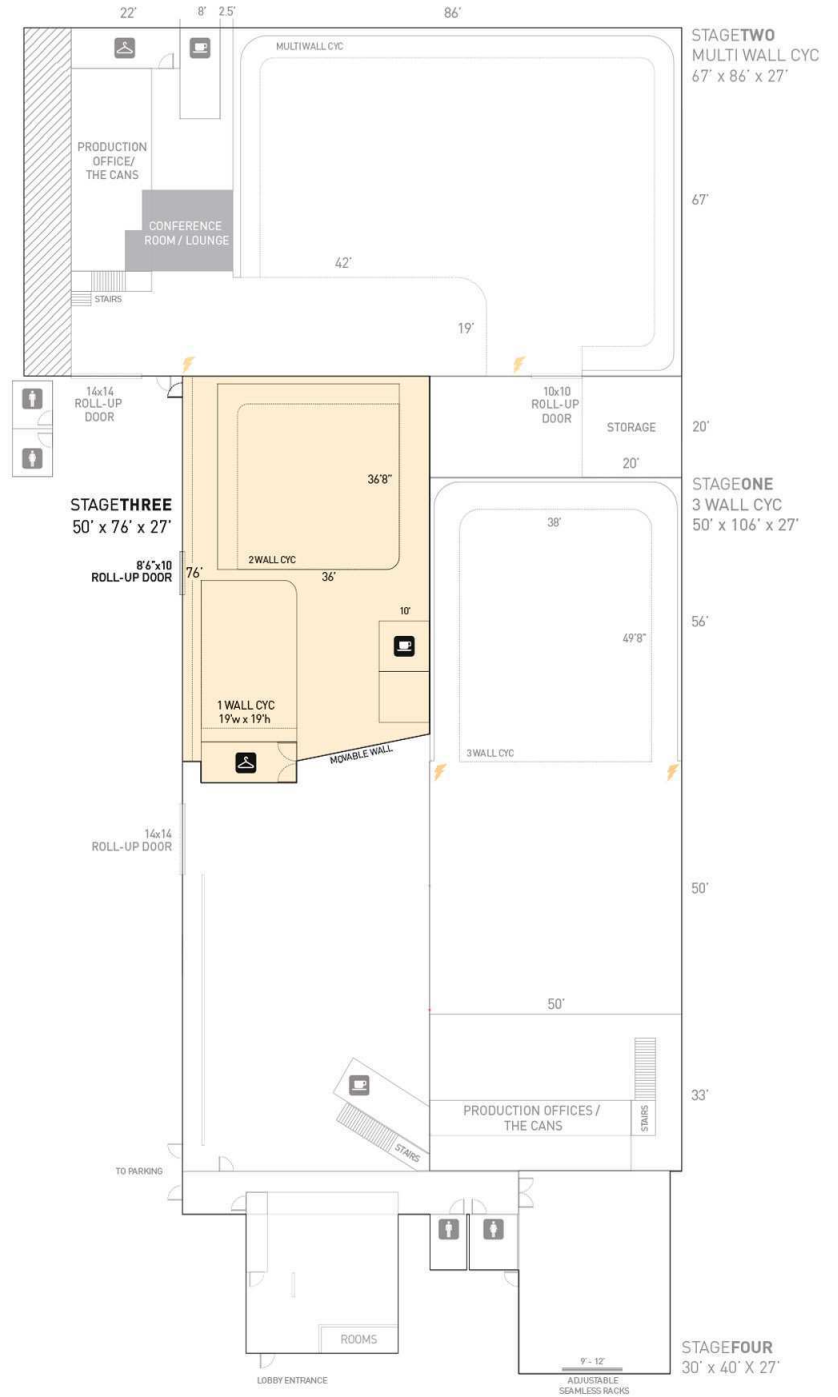 22'
8'
2.5'
86'
STAGETWO
MULTI WALL CYC
67' x 86' x 27'
MULTIWALL CYC
PRODUCTION
OFFICE/
THE CANS
CONFERENCE
ROOM / LOUNGE
67'
42'
STAIRS
19'
14x14
ROLL-UP
DOOR
10x10
ROLL-UP
DOOR
STORAGE
20'
20'
STAGEONE
3 WALL CYC
50' x 106' x 27'
36'8"
STAGETHREE
50' x 76' x 27'
38'
8'6"x10
ROLL-UP DOOR
76'
2WALL CYC
36'
10'
56'
49'8"
1 WALL CYC
19'w x 19'h
MOVABLE WALL
3WALL CYC
14x14
ROLL-UP DOOR
50'
50'
33'
PRODUCTION OFFICES /
THE CANS
STAIRS
STAIRS
TO PARKING
ROOMS
LOBBY ENTRANCE
STAGEFOUR
30' x 40' X 27'
9' - 12'
ADJUSTABLE
SEAMLESS RACKS